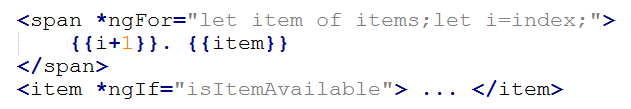 <span *ngFor="let item of items;let i=index;">
{{i+1}}. {{item}}
</span>
<item *ngIf="isItemAvailable"> ... </item>